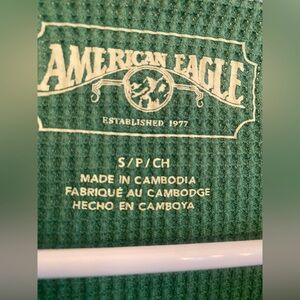 AMERICAN EAGLE
ESTABLISHED 1977
S/P/CH
MADE IN CAMBODIA
FABRIQUÉ AU CAMBODGE
HECHO EN CAMBOYA